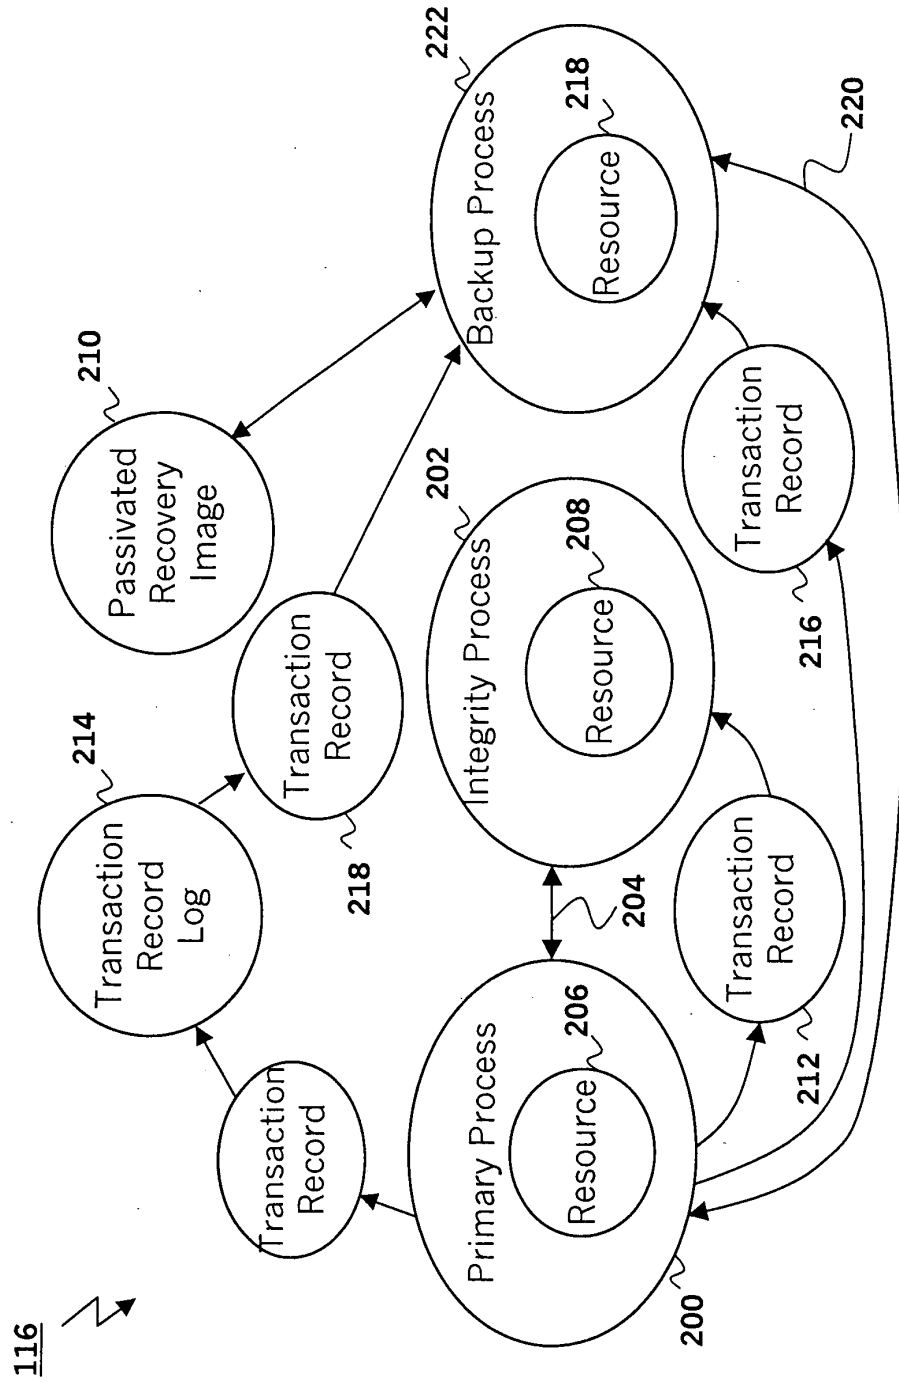 116
Transaction
Record
Transaction
Record
Log
214
Transaction
Record
218
Passivated
Recovery
Image
210
Primary Process
Resource
206
200
204
Integrity Process
202
Resource
208
Backup Process
222
Resource
218
Transaction
Record
212
Transaction
Record
216
220